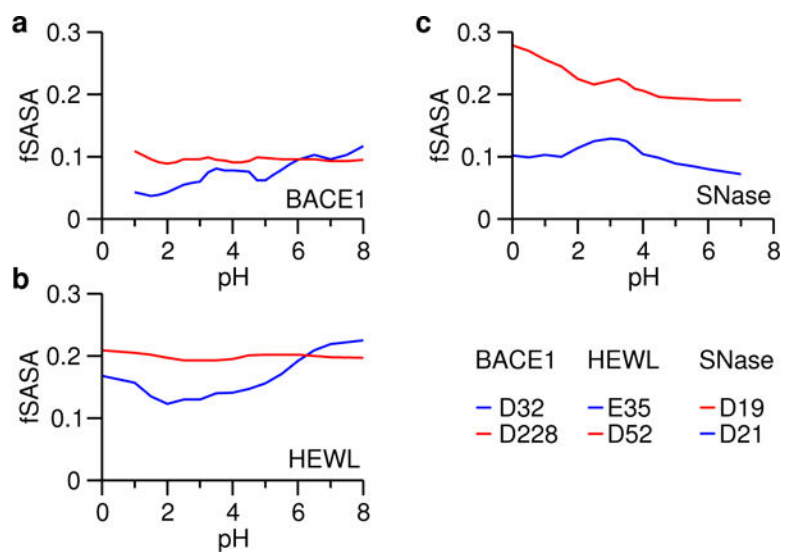 a
0.3
0.2
0.1
0
fSASA
0 2 4 6 8
pH
BACE1
b
0.3
0.2
0.1
0
fSASA
0 2 4 6 8
pH
HEWL
c
0.3
0.2
0.1
0
fSASA
0 2 4 6 8
pH
SNase
BACE1 HEWL SNase
D32 E35 D19
D228 D52 D21